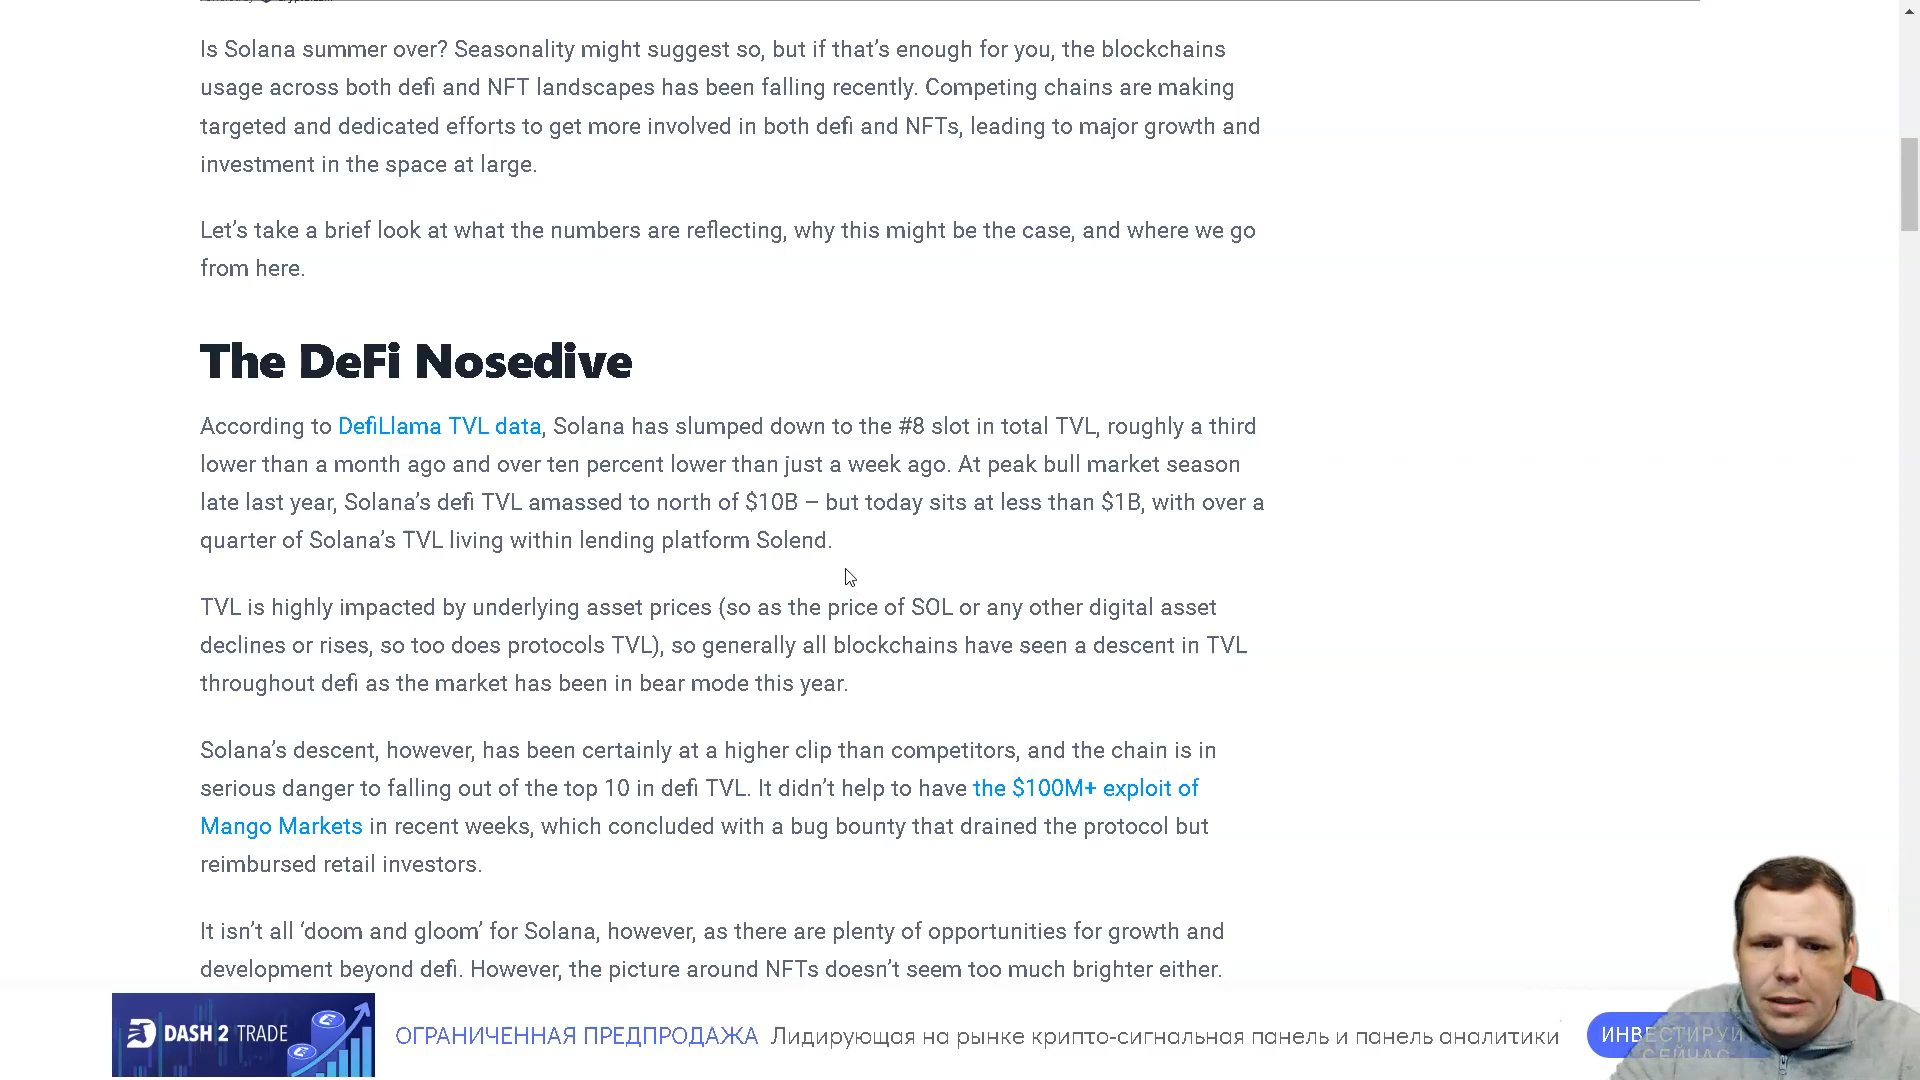 Is Solana summer over? Seasonality might suggest so, but if that’s enough for you, the blockchains
usage across both defi and NFT landscapes has been falling recently. Competing chains are making
targeted and dedicated efforts to get more involved in both defi and NFTs, leading to major growth and
investment in the space at large.
Let’s take a brief look at what the numbers are reflecting, why this might be the case, and where we go
from here.
The DeFi Nosedive
According to DefiLlama TVL data, Solana has slumped down to the #8 slot in total TVL, roughly a third
lower than a month ago and over ten percent lower than just a week ago. At peak bull market season
late last year, Solana’s defi TVL amassed to north of $10B – but today sits at less than $1B, with over a
quarter of Solana’s TVL living within lending platform Solend.
TVL is highly impacted by underlying asset prices (so as the price of SOL or any other digital asset
declines or rises, so too does protocols TVL), so generally all blockchains have seen a descent in TVL
throughout defi as the market has been in bear mode this year.
Solana’s descent, however, has been certainly at a higher clip than competitors, and the chain is in
serious danger to falling out of the top 10 in defi TVL. It didn’t help to have the $100M+ exploit of
Mango Markets in recent weeks, which concluded with a bug bounty that drained the protocol but
reimbursed retail investors.
It isn’t all ‘doom and gloom’ for Solana, however, as there are plenty of opportunities for growth and
development beyond defi. However, the picture around NFTs doesn’t seem too much brighter either.
DASH 2 TRADE ОГРАНИЧЕННАЯ ПРЕДПРОДАЖА Лидирующая на рынке крипто-сигнальная панель и панель аналитики ИНВЕСТИРУЙ
СЕЙЧАС